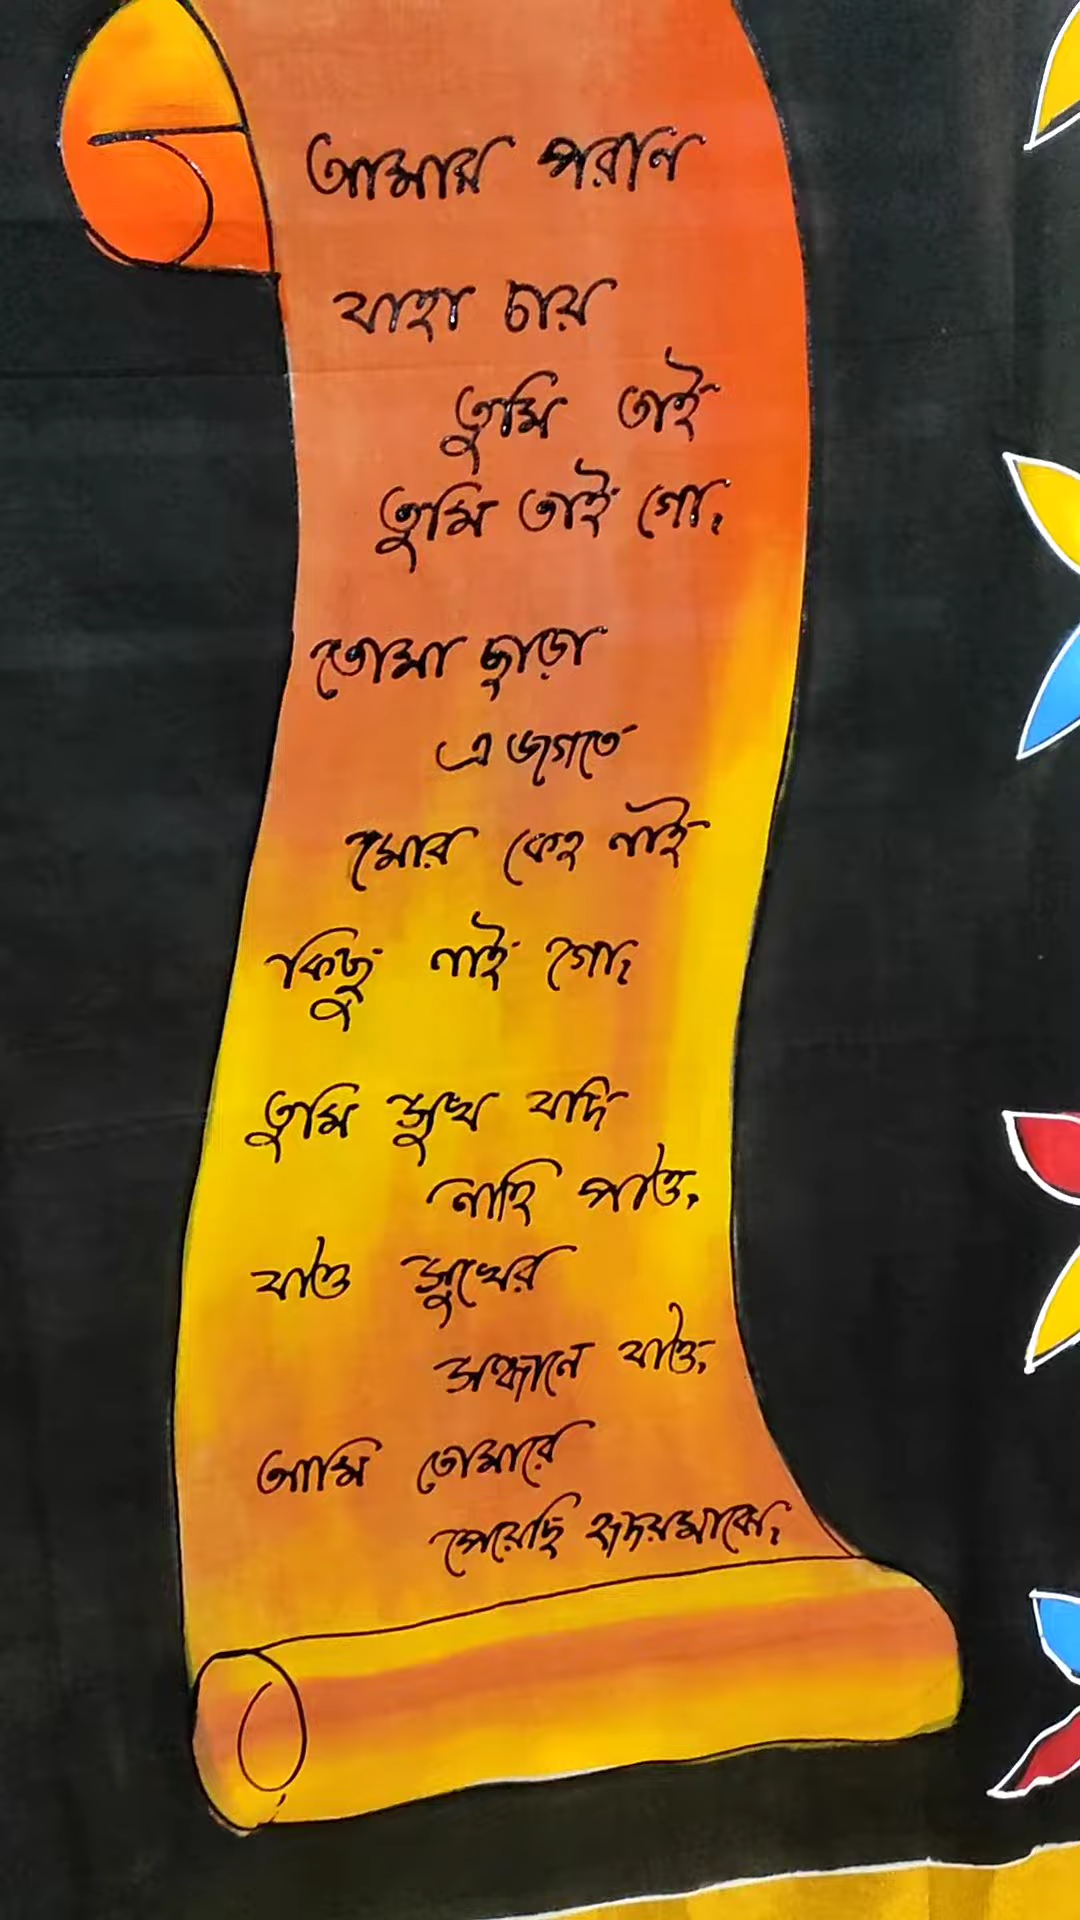 আমার পরান
যাহা চায়
তুমি তাই
তুমি তাই গো,
তোমা ছাড়া
এ জগতে
মোর কেহ নাই
কিছু নাই গো,
তুমি সুখ যদি
নাহি পাও,
যাও সুখের
সন্ধানে যাও,
আমি তোমারে
পেয়েছি হৃদয়মাঝে,